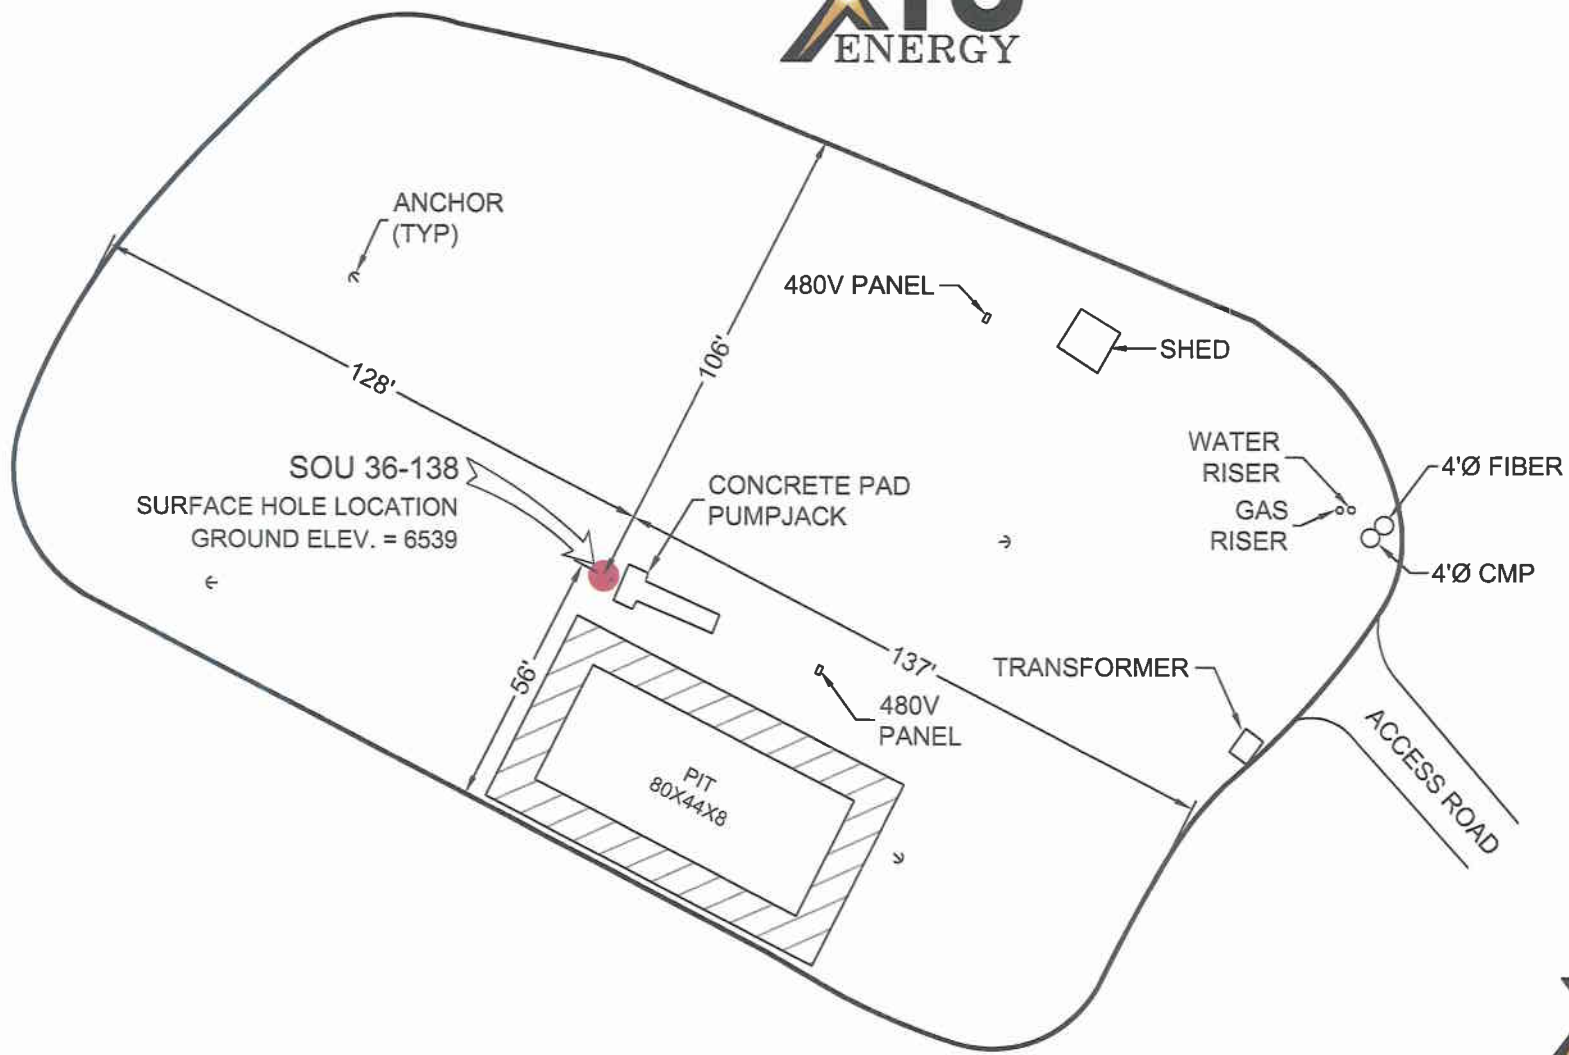 XTO
ENERGY
ANCHOR
(TYP)
480V PANEL
SHED
106'
128'
WATER
RISER
4'Ø FIBER
SOU 36-138
SURFACE HOLE LOCATION
GROUND ELEV. = 6539
CONCRETE PAD
PUMPJACK
GAS
RISER
4'Ø CMP
56'
137'
TRANSFORMER
480V
PANEL
ACCESS ROAD
PIT
80X44X8